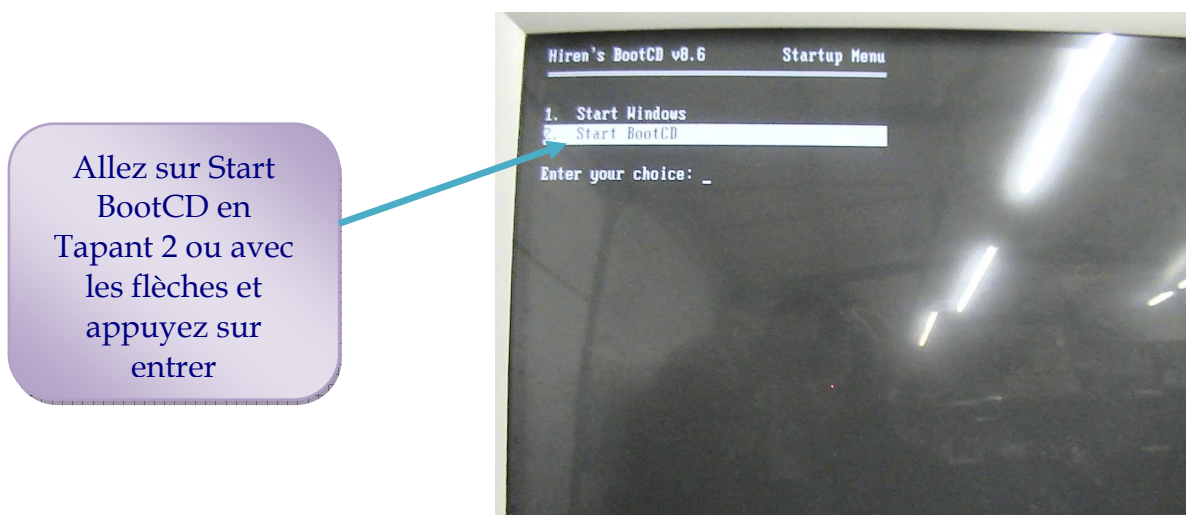 Allez sur Start
BootCD en
Tapant 2 ou avec
les flèches et
appuyez sur
entrer
Hiren's BootCD v8.6 Startup Menu
1. Start Windows
2. Start BootCD
Enter your choice: _